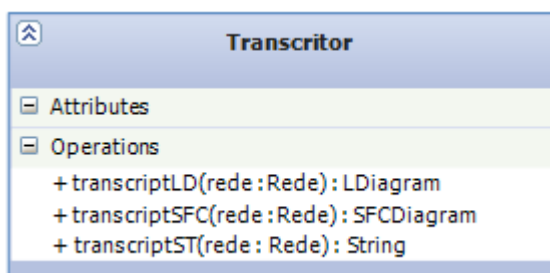 Transcritor
Attributes
Operations
+ transcriptLD(rede : Rede) : LDiagram
+ transcriptSFC(rede : Rede) : SFCDiagram
+ transcriptST(rede : Rede) : String